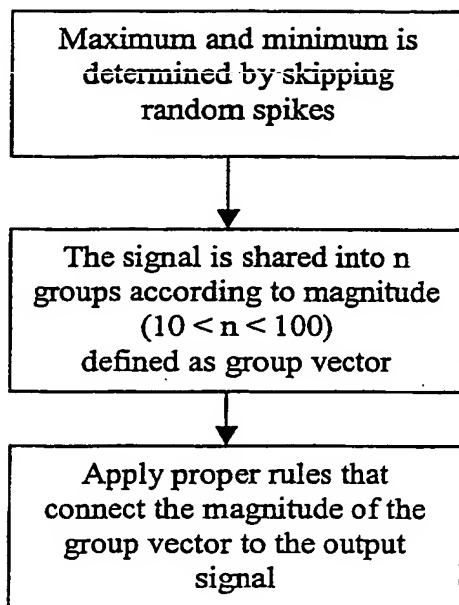 Maximum and minimum is
determined by skipping
random spikes
The signal is shared into n
groups according to magnitude
(10 < n < 100)
defined as group vector
Apply proper rules that
connect the magnitude of the
group vector to the output
signal